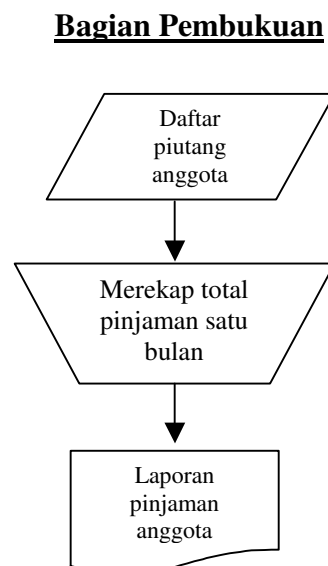 Bagian Pembukuan
Daftar
piutang
anggota
Merekap total
pinjaman satu
bulan
Laporan
pinjaman
anggota